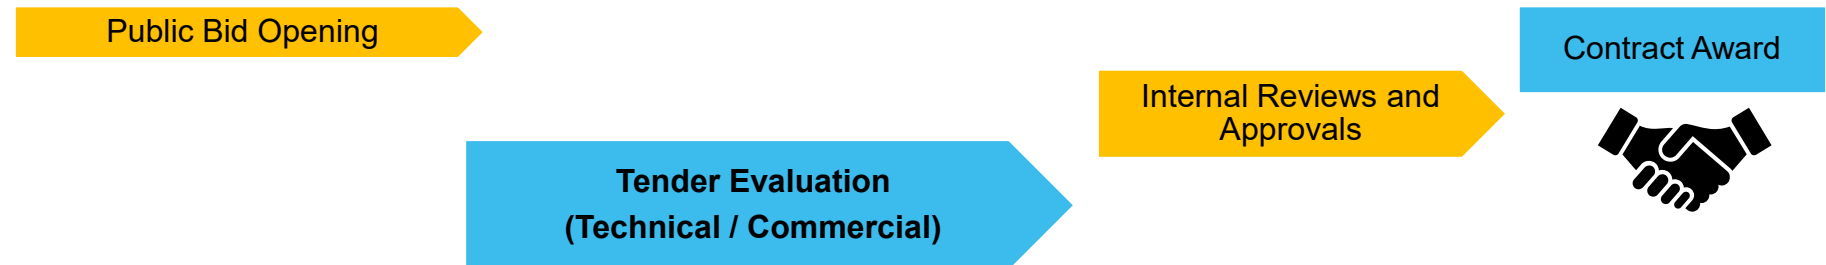 Public Bid Opening
Tender Evaluation
(Technical / Commercial)
Internal Reviews and
Approvals
Contract Award